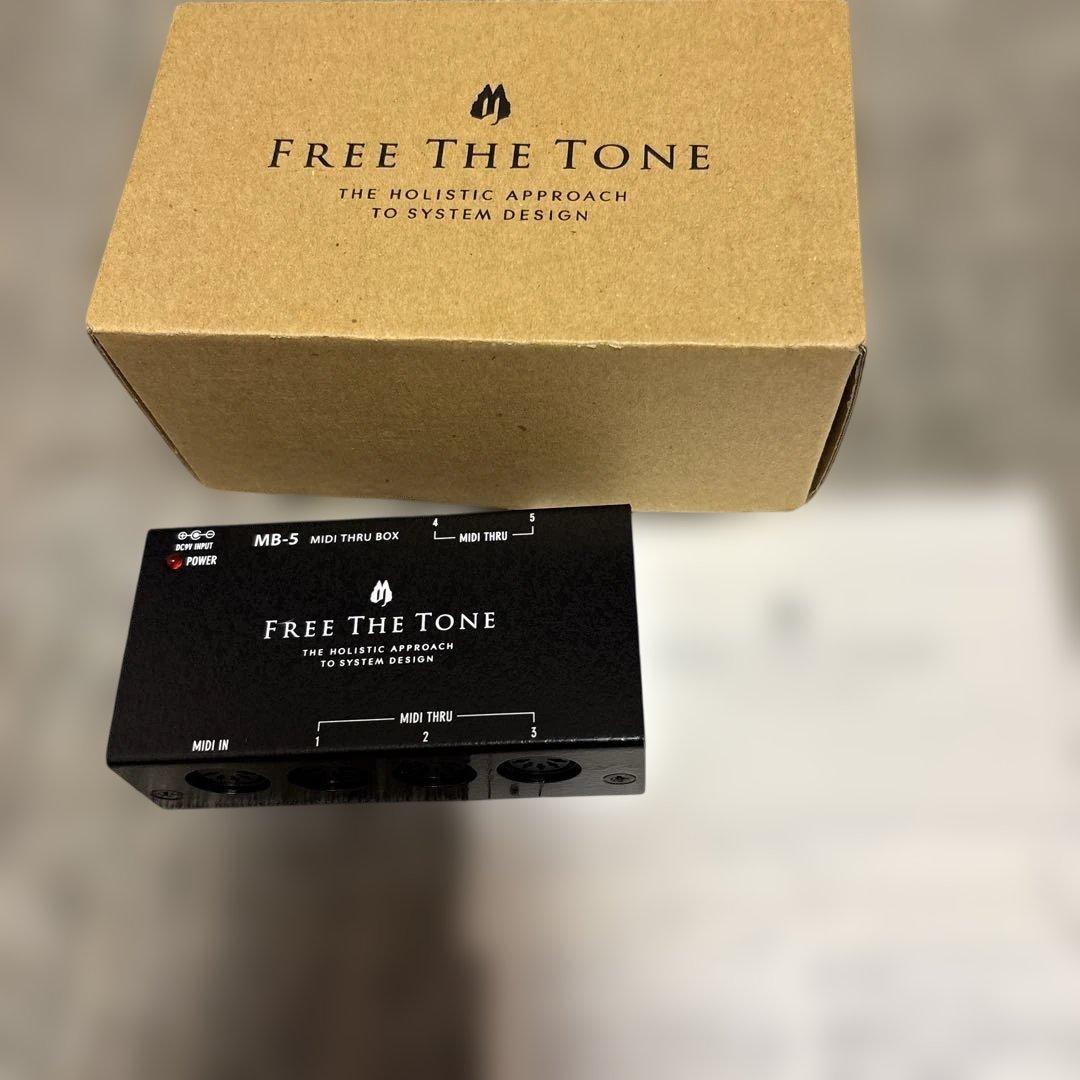 FREE THE TONE
THE HOLISTIC APPROACH
TO SYSTEM DESIGN
DC9V INPUT
POWER
MB-5 MIDI THRU BOX
4 5
MIDI THRU
FREE THE TONE
THE HOLISTIC APPROACH
TO SYSTEM DESIGN
MIDI THRU
MIDI IN 1 2 3